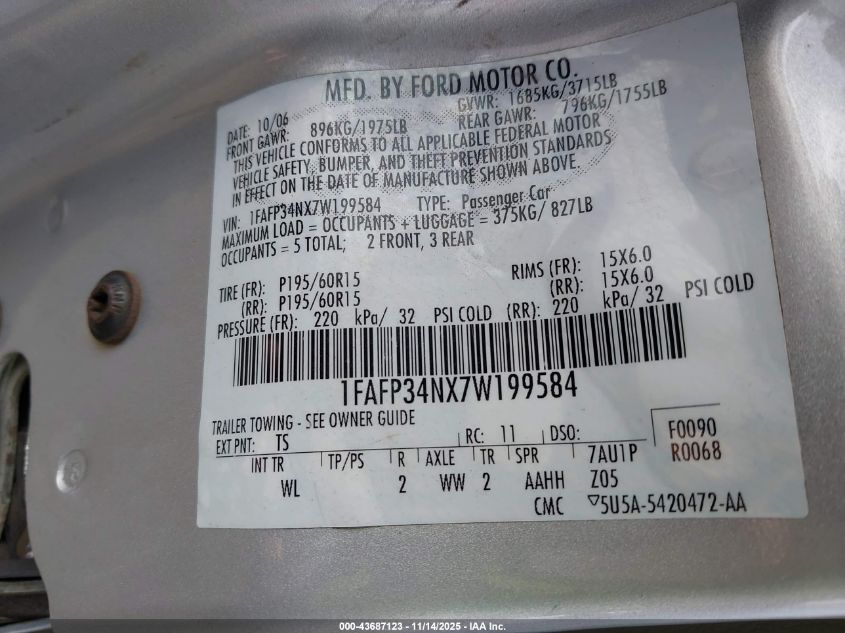 MFD. BY FORD MOTOR CO.
DATE: 10/06 GVWR: 1685KG/3715LB
FRONT GAWR: 896KG/1975LB REAR GAWR: 796KG/1755LB
THIS VEHICLE CONFORMS TO ALL APPLICABLE FEDERAL MOTOR
VEHICLE SAFETY, BUMPER, AND THEFT PREVENTION STANDARDS
IN EFFECT ON THE DATE OF MANUFACTURE SHOWN ABOVE.
VIN: 1FAFP34NX7W199584 TYPE: Passenger Car
MAXIMUM LOAD = OCCUPANTS + LUGGAGE = 375KG/ 827LB
OCCUPANTS = 5 TOTAL; 2 FRONT, 3 REAR
TIRE (FR): P195/60R15 RIMS (FR): 15X6.0
(RR): P195/60R15 (RR): 15X6.0
PRESSURE (FR): 220 kPa/ 32 PSI COLD (RR): 220 kPa/ 32 PSI COLD
1FAFP34NX7W199584
TRAILER TOWING - SEE OWNER GUIDE
EXT PNT: TS RC: 11 DSO: F0090
INT TR TP/PS R AXLE TR SPR 7AU1P R0068
WL 2 WW 2 AAHH Z05
CMC ▽5U5A-5420472-AA
000-43687123 - 11/14/2025 - IAA Inc.